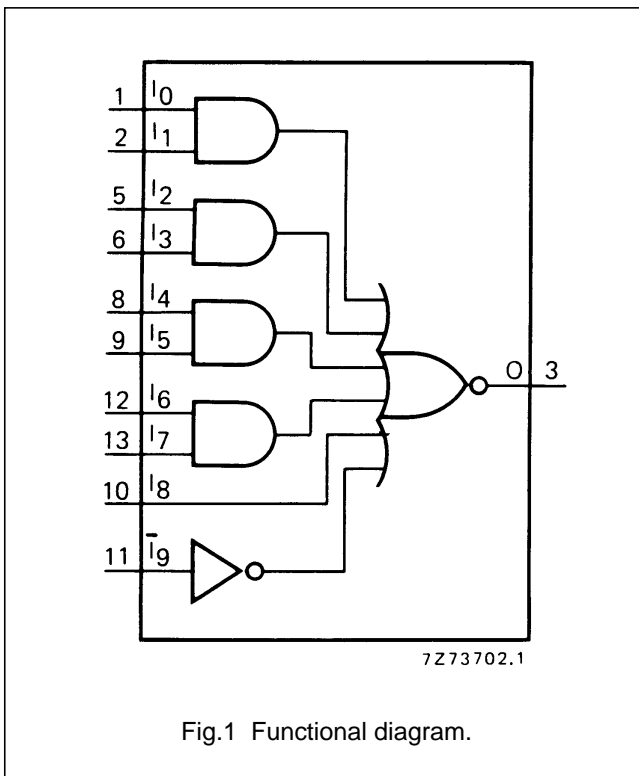 1 I0
2 I1
5 I2
6 I3
8 I4
9 I5
12 I6
13 I7
10 I8
11 I̅9
O 3
7Z73702.1
Fig.1 Functional diagram.